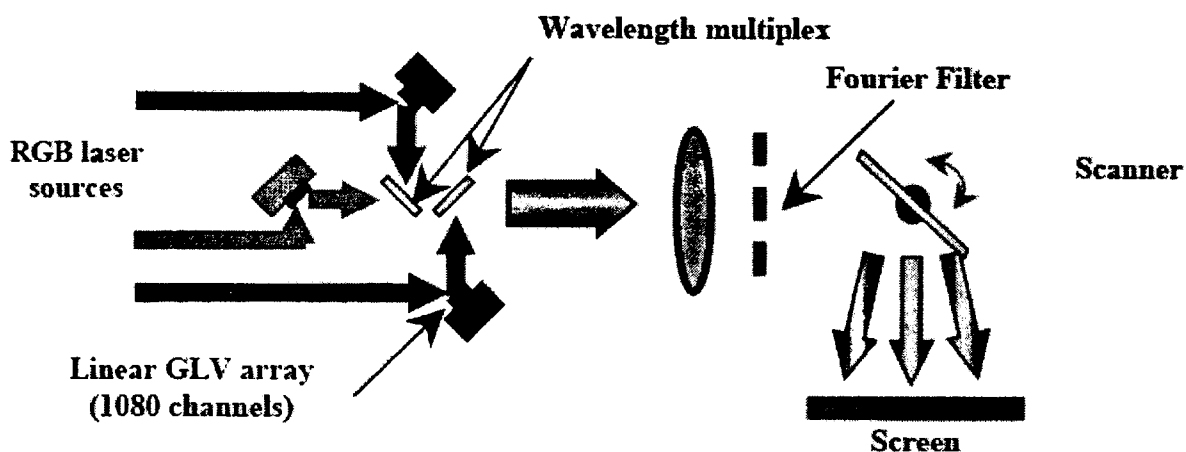 Wavelength multiplex
Fourier Filter
RGB laser
sources
Scanner
Linear GLV array
(1080 channels)
Screen